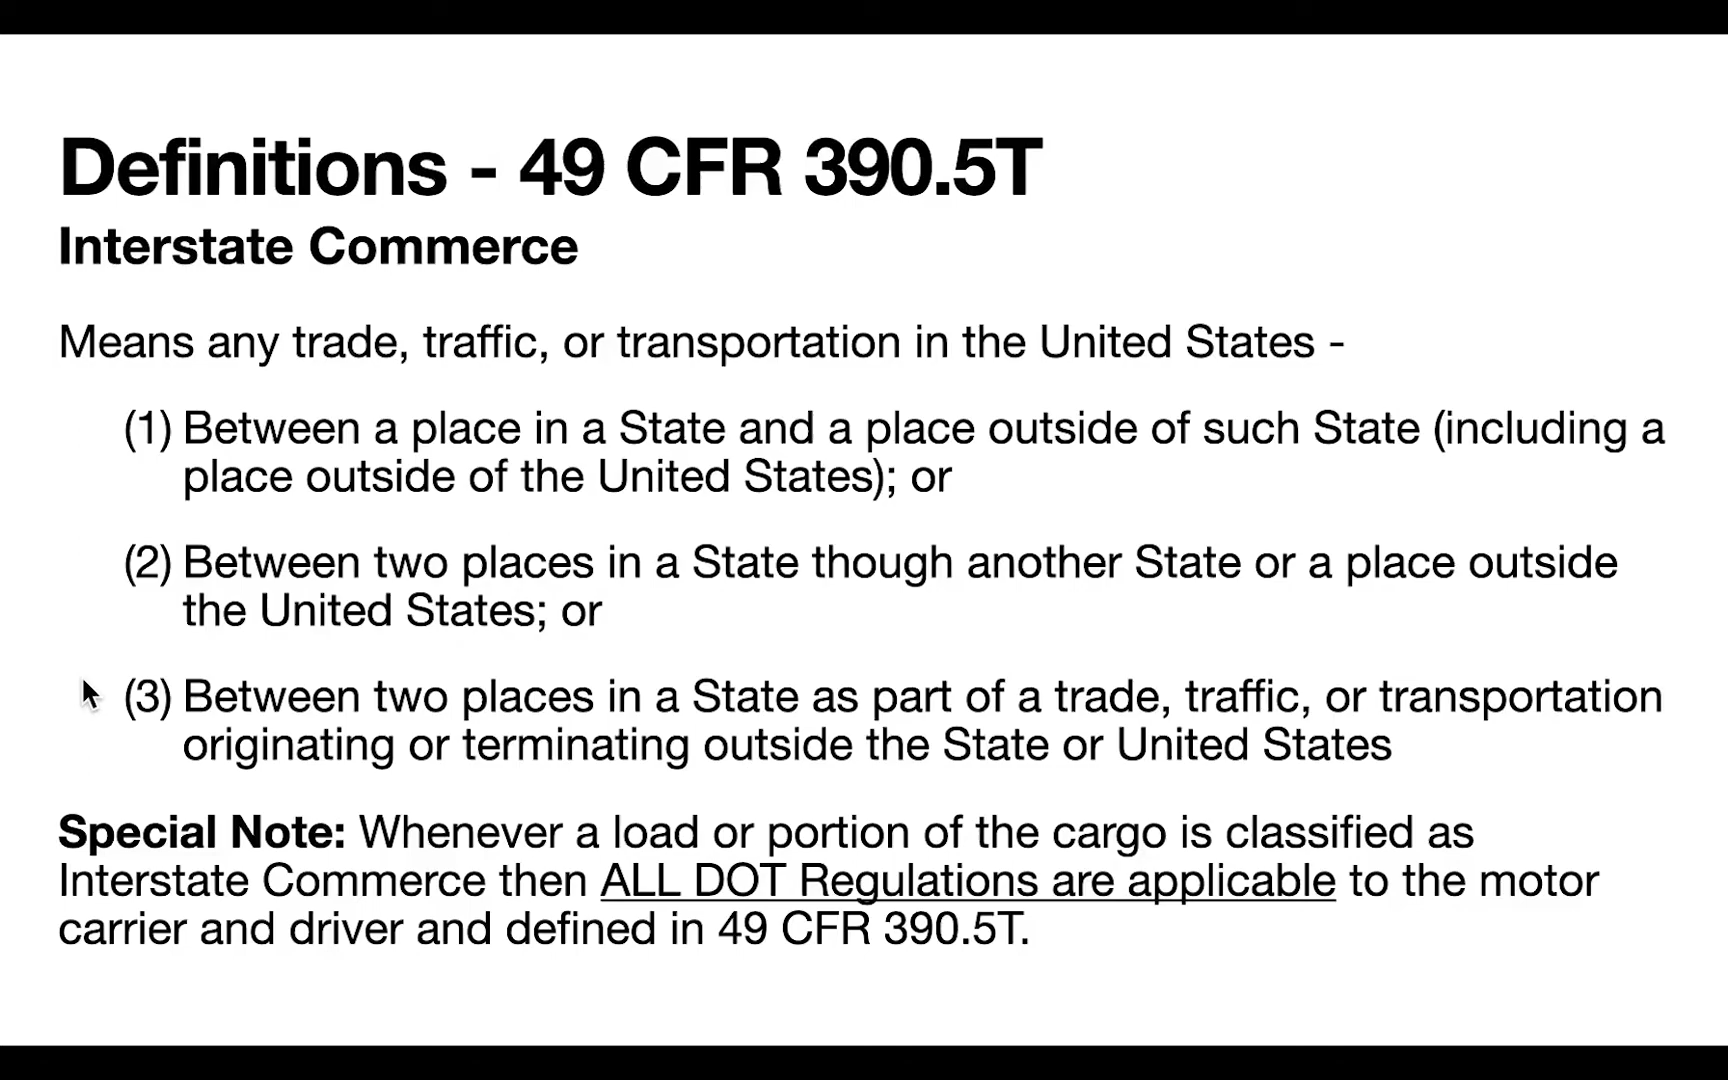 Definitions - 49 CFR 390.5T
Interstate Commerce
Means any trade, traffic, or transportation in the United States -
(1) Between a place in a State and a place outside of such State (including a
place outside of the United States); or
(2) Between two places in a State though another State or a place outside
the United States; or
(3) Between two places in a State as part of a trade, traffic, or transportation
originating or terminating outside the State or United States
Special Note: Whenever a load or portion of the cargo is classified as
Interstate Commerce then ALL DOT Regulations are applicable to the motor
carrier and driver and defined in 49 CFR 390.5T.